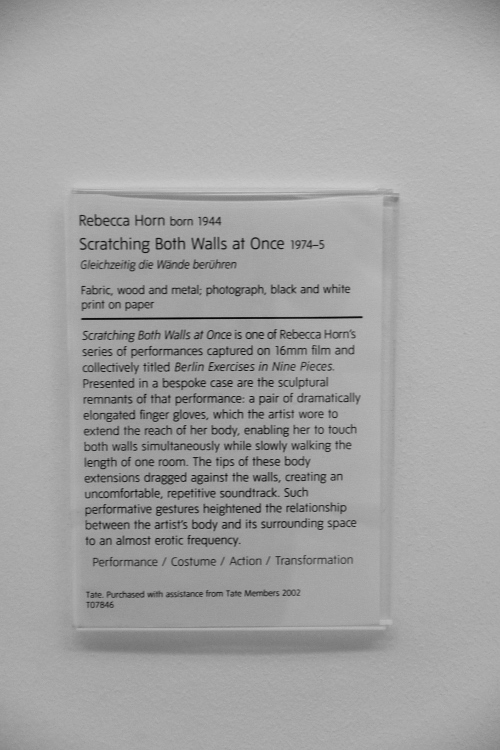 Rebecca Horn born 1944
Scratching Both Walls at Once 1974–5
Gleichzeitig die Wände berühren
Fabric, wood and metal; photograph, black and white
print on paper
Scratching Both Walls at Once is one of Rebecca Horn's
series of performances captured on 16mm film and
collectively titled Berlin Exercises in Nine Pieces.
Presented in a bespoke case are the sculptural
remnants of that performance: a pair of dramatically
elongated finger gloves, which the artist wore to
extend the reach of her body, enabling her to touch
both walls simultaneously while slowly walking the
length of one room. The tips of these body
extensions dragged against the walls, creating an
uncomfortable, repetitive soundtrack. Such
performative gestures heightened the relationship
between the artist's body and its surrounding space
to an almost erotic frequency.
Performance / Costume / Action / Transformation
Tate. Purchased with assistance from Tate Members 2002
T07846